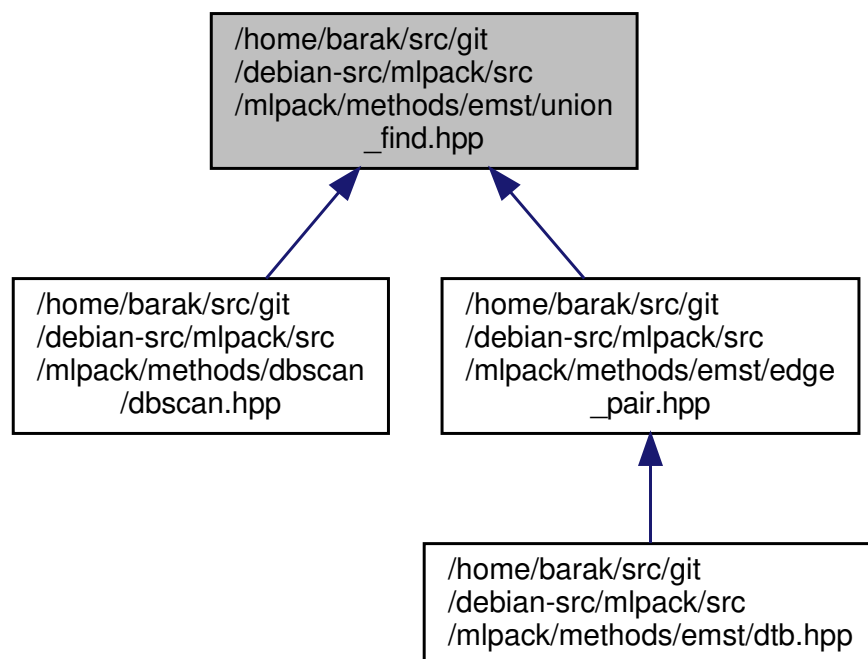 /home/barak/src/git
/debian-src/mlpack/src
/mlpack/methods/emst/union
_find.hpp
/home/barak/src/git
/debian-src/mlpack/src
/mlpack/methods/dbscan
/dbscan.hpp
/home/barak/src/git
/debian-src/mlpack/src
/mlpack/methods/emst/edge
_pair.hpp
/home/barak/src/git
/debian-src/mlpack/src
/mlpack/methods/emst/dtb.hpp